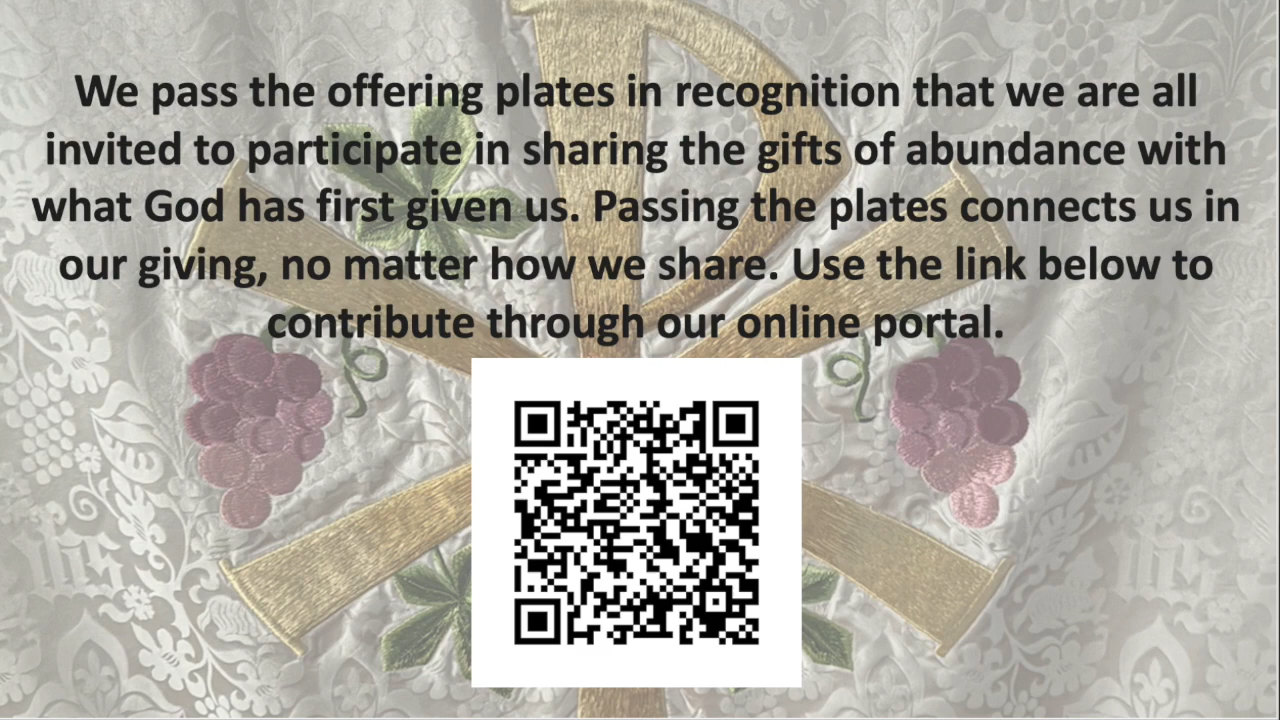 We pass the offering plates in recognition that we are all
invited to participate in sharing the gifts of abundance with
what God has first given us. Passing the plates connects us in
our giving, no matter how we share. Use the link below to
contribute through our online portal.
ihs